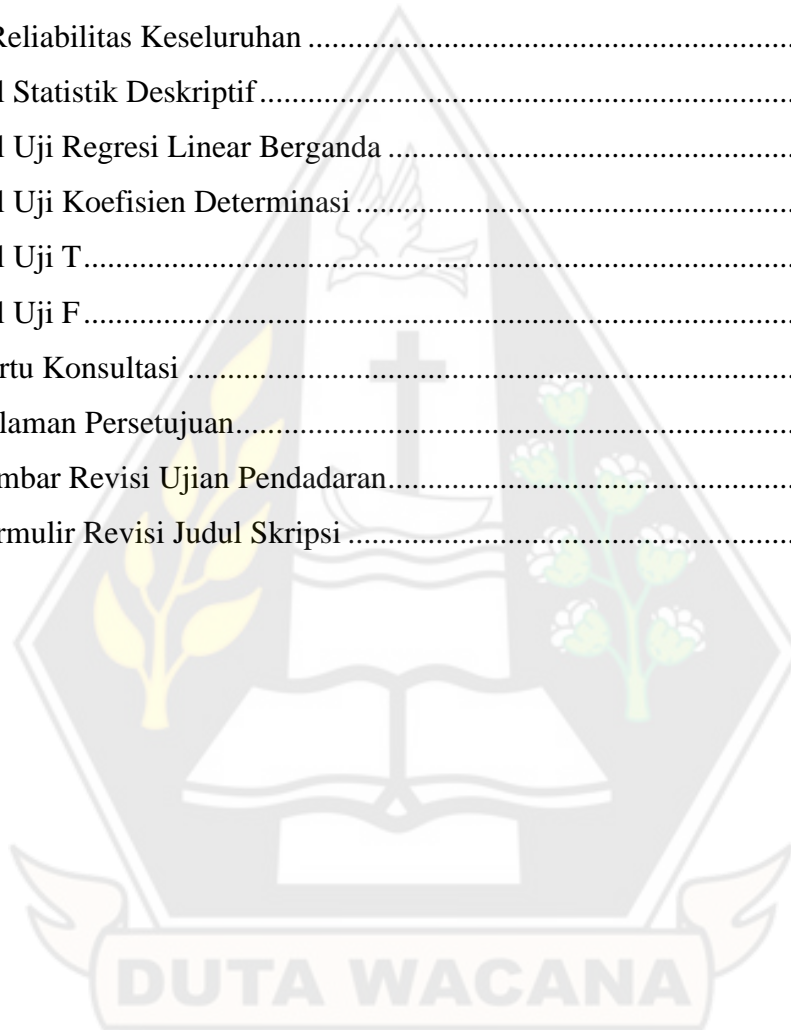 Reliabilitas Keseluruhan ............................................................
l Statistik Deskriptif ..................................................................
l Uji Regresi Linear Berganda ..................................................
l Uji Koefisien Determinasi ......................................................
l Uji T.........................................................................................
l Uji F.........................................................................................
rtu Konsultasi ............................................................................
laman Persetujuan......................................................................
mbar Revisi Ujian Pendadaran...................................................
rmulir Revisi Judul Skripsi ........................................................
DUTA WACANA